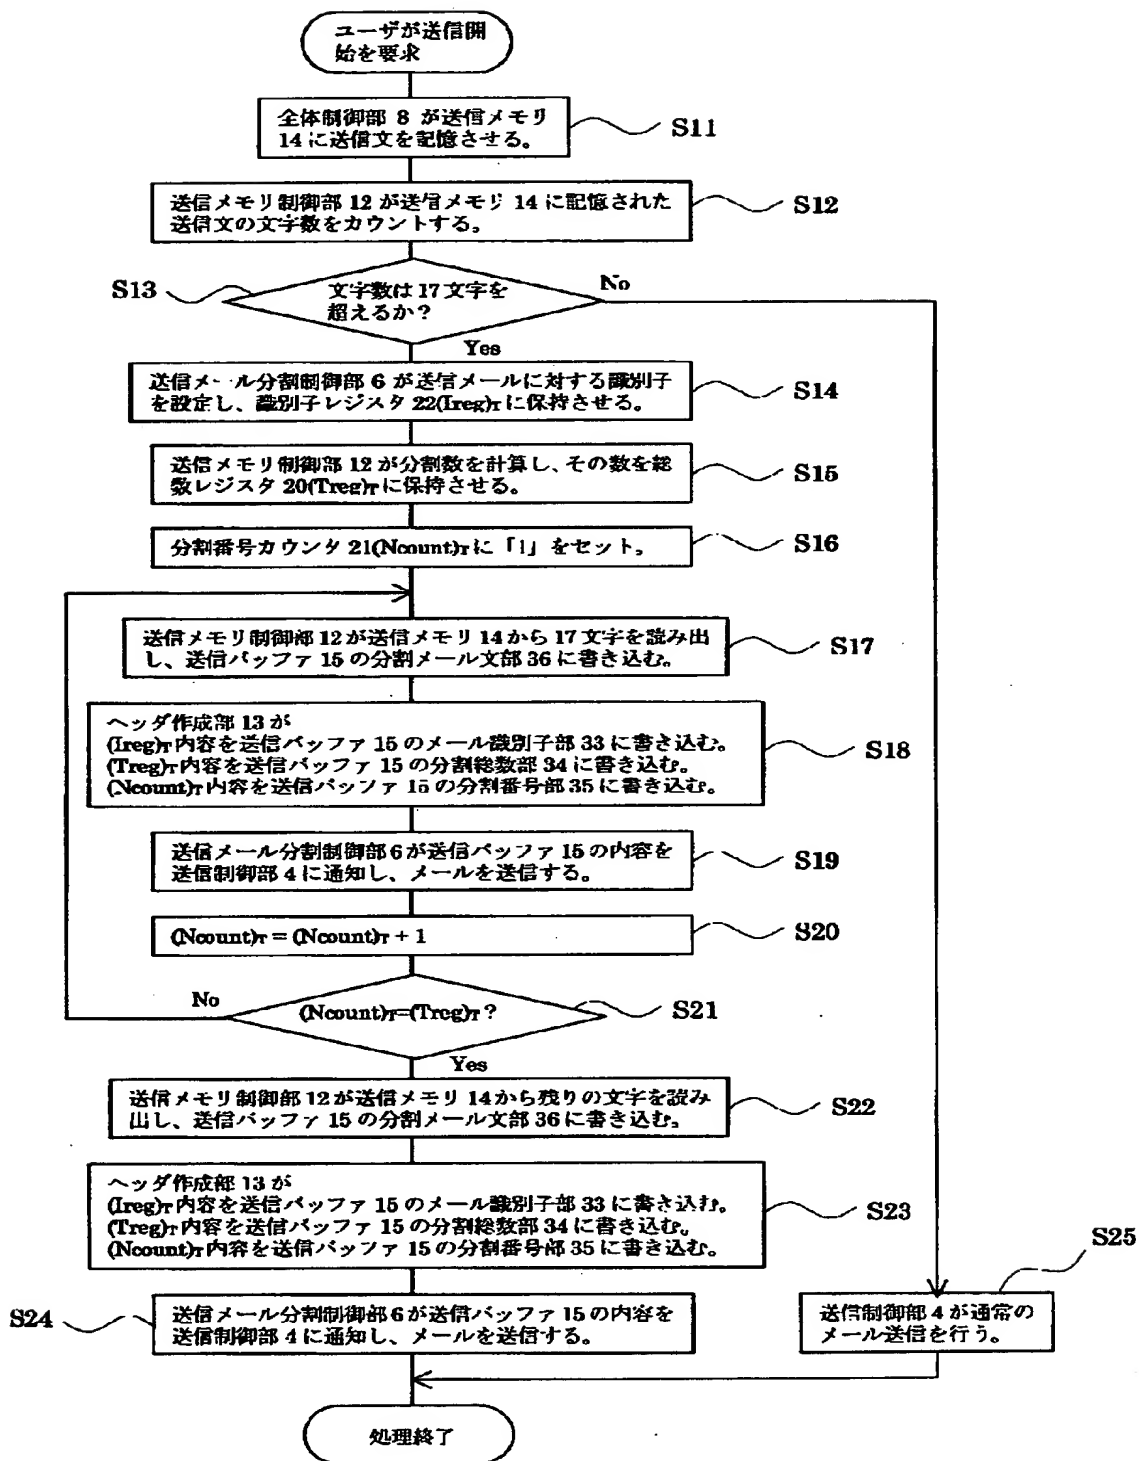 ユーザが送信開
始を要求
全体制御部 8 が送信メモリ
14 に送信文を記憶させる。
S11
送信メモリ制御部 12 が送信メモリ 14 に記憶された
送信文の文字数をカウントする。
S12
S13
文字数は 17 文字を
超えるか?
No
Yes
送信メール分割制御部 6 が送信メールに対する識別子
を設定し、識別子レジスタ 22(Ireg)T に保持させる。
S14
送信メモリ制御部 12 が分割数を計算し、その数を総
数レジスタ 20(Treg)T に保持させる。
S15
分割番号カウンタ 21(Ncount)T に「1」をセット。
S16
送信メモリ制御部 12 が送信メモリ 14 から 17 文字を読み出
し、送信バッファ 15 の分割メール文部 36 に書き込む。
S17
ヘッダ作成部 13 が
(Ireg)T 内容を送信バッファ 15 のメール識別子部 33 に書き込む。
(Treg)T 内容を送信バッファ 15 の分割総数部 34 に書き込む。
(Ncount)T 内容を送信バッファ 15 の分割番号部 35 に書き込む。
S18
送信メール分割制御部 6 が送信バッファ 15 の内容を
送信制御部 4 に通知し、メールを送信する。
S19
(Ncount)T = (Ncount)T + 1
S20
No
(Ncount)T=(Treg)T ?
S21
Yes
送信メモリ制御部 12 が送信メモリ 14 から残りの文字を読み
出し、送信バッファ 15 の分割メール文部 36 に書き込む。
S22
ヘッダ作成部 13 が
(Ireg)T 内容を送信バッファ 15 のメール識別子部 33 に書き込む。
(Treg)T 内容を送信バッファ 15 の分割総数部 34 に書き込む。
(Ncount)T 内容を送信バッファ 15 の分割番号部 35 に書き込む。
S23
S25
S24
送信メール分割制御部 6 が送信バッファ 15 の内容を
送信制御部 4 に通知し、メールを送信する。
送信制御部 4 が通常の
メール送信を行う。
処理終了